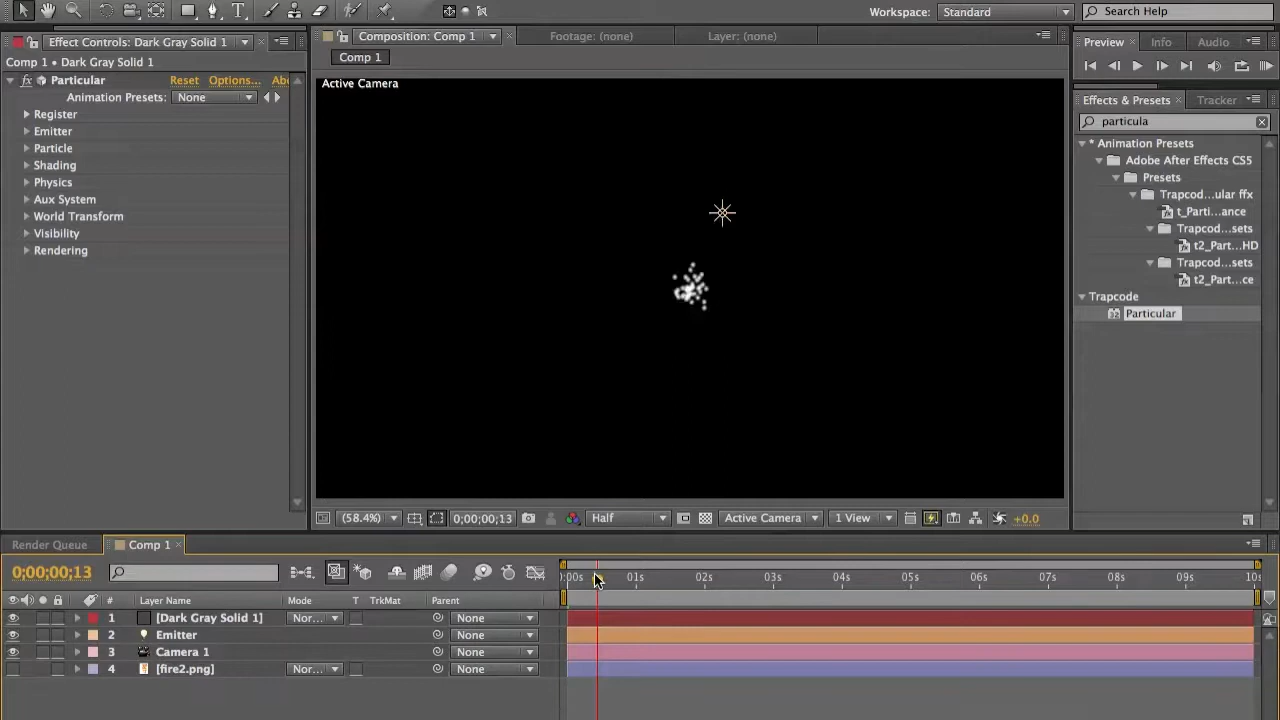 Workspace: Standard Search Help
Effect Controls: Dark Gray Solid 1
Composition: Comp 1
Footage: (none)
Layer: (none)
Preview Info Audio
Comp 1 • Dark Gray Solid 1
Comp 1
Particular Reset Options... Abo
Animation Presets: None
Register
Emitter
Particle
Shading
Physics
Aux System
World Transform
Visibility
Rendering
Active Camera
Effects & Presets Tracker
particula
* Animation Presets
Adobe After Effects CS5
Presets
Trapcod...ular ffx
t_Parti...ance
Trapcod...sets
t2_Part...HD
Trapcod...sets
t2_Part...ce
Trapcode
32 Particular
(58.4%) 0;00;00;13 Half Active Camera 1 View +0.0
Render Queue Comp 1
0;00;00;13
:00s 01s 02s 03s 04s 05s 06s 07s 08s 09s 10s
# Layer Name Mode T TrkMat Parent
1 [Dark Gray Solid 1] Nor... None
2 Emitter None
3 Camera 1 None
4 [fire2.png] Nor... None